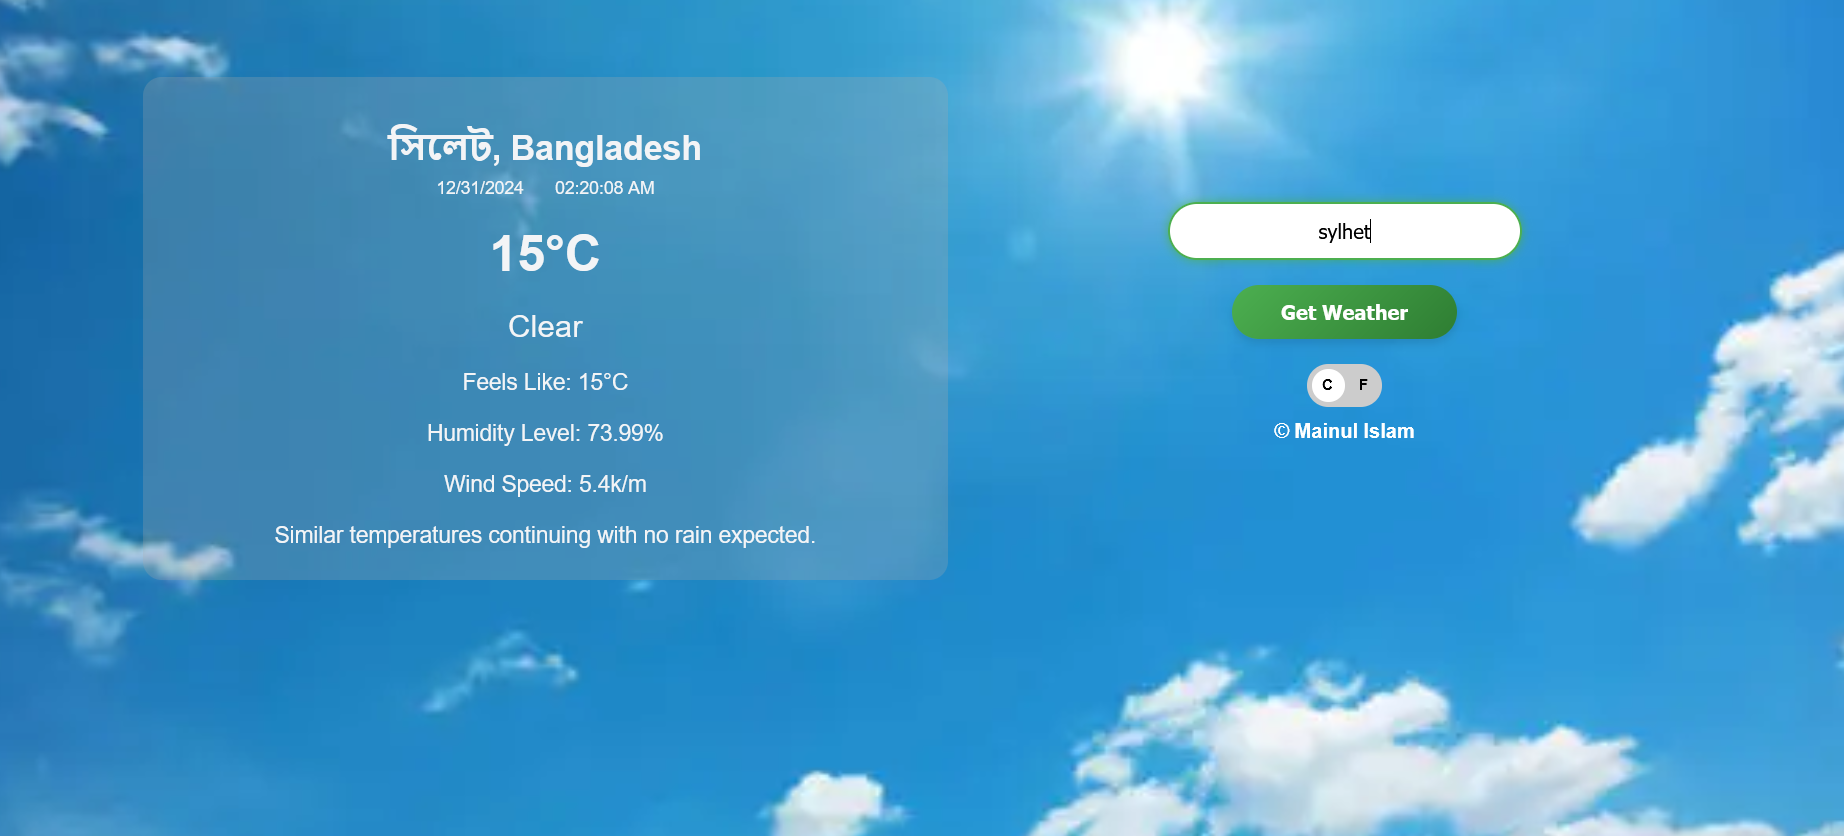 সিলেট, Bangladesh
12/31/2024 02:20:08 AM
15°C
Clear
Feels Like: 15°C
Humidity Level: 73.99%
Wind Speed: 5.4k/m
Similar temperatures continuing with no rain expected.
sylhet
Get Weather
C F
© Mainul Islam